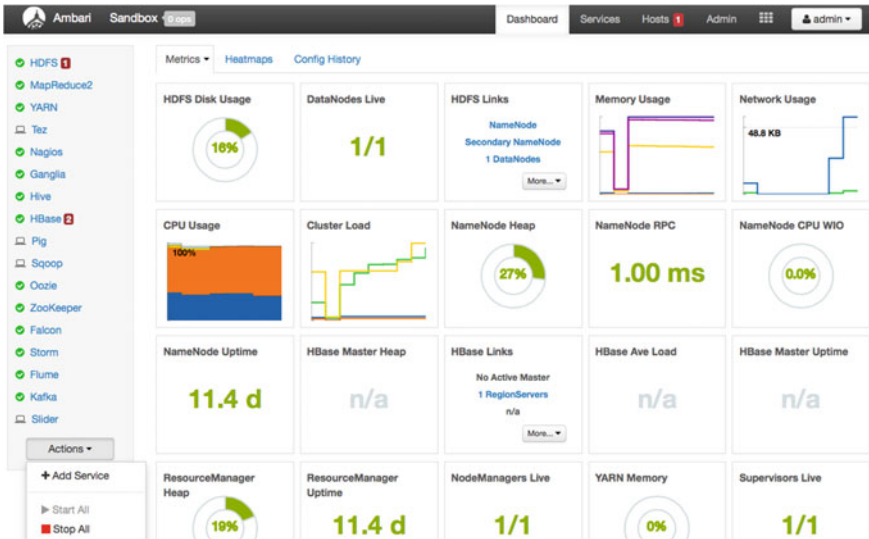 Ambari Sandbox 0 ops Dashboard Services Hosts 1 Admin admin
HDFS 1
MapReduce2
YARN
Tez
Nagios
Ganglia
Hive
HBase 2
Pig
Sqoop
Oozie
ZooKeeper
Falcon
Storm
Flume
Kafka
Slider
Actions
+ Add Service
Start All
Stop All
Metrics Heatmaps Config History
HDFS Disk Usage
16%
DataNodes Live
1/1
HDFS Links
NameNode
Secondary NameNode
1 DataNodes
More...
Memory Usage
Network Usage
48.8 KB
CPU Usage
100%
Cluster Load
NameNode Heap
27%
NameNode RPC
1.00 ms
NameNode CPU WIO
0.0%
NameNode Uptime
11.4 d
HBase Master Heap
n/a
HBase Links
No Active Master
1 RegionServers
n/a
More...
HBase Ave Load
n/a
HBase Master Uptime
n/a
ResourceManager
Heap
19%
ResourceManager
Uptime
11.4 d
NodeManagers Live
1/1
YARN Memory
0%
Supervisors Live
1/1